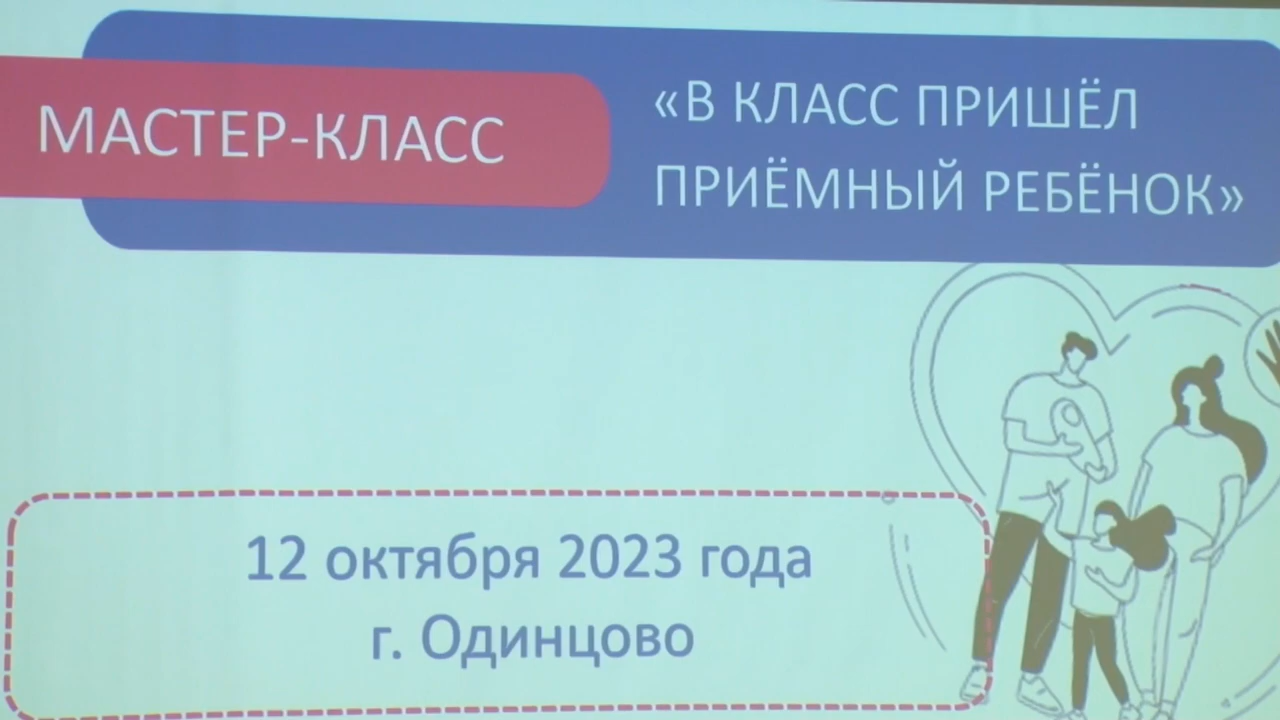 МАСТЕР-КЛАСС
«В КЛАСС ПРИШЁЛ
ПРИЁМНЫЙ РЕБЁНОК»
12 октября 2023 года
г. Одинцово